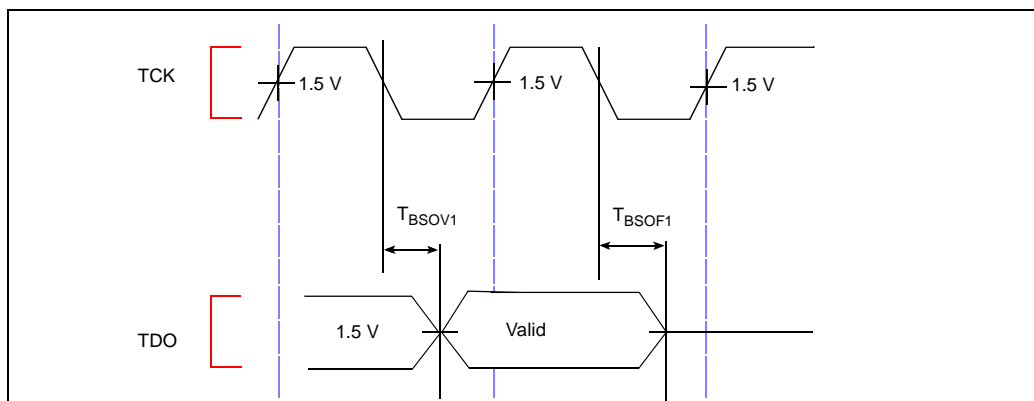 TCK
1.5 V
1.5 V
1.5 V
TBSOV1
TBSOF1
TDO
1.5 V
Valid